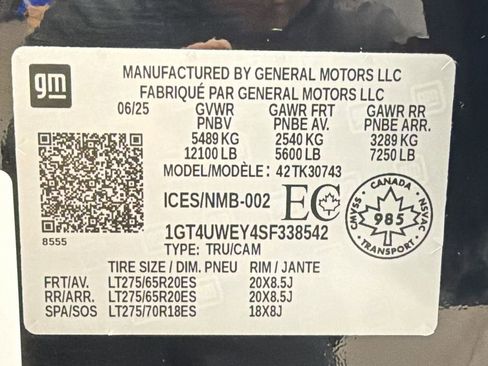 gm
MANUFACTURED BY GENERAL MOTORS LLC
FABRIQUÉ PAR GENERAL MOTORS LLC
06/25 GVWR GAWR FRT GAWR RR
PNBV PNBE AV. PNBE ARR.
5489 KG 2540 KG 3289 KG
12100 LB 5600 LB 7250 LB
MODEL/MODÈLE: 42TK30743
ICES/NMB-002 EC
CANADA
CMVSS NSVAC
985
TRANSPORT
1GT4UWEY4SF338542
8555
TYPE: TRU/CAM
TIRE SIZE / DIM. PNEU RIM / JANTE
FRT/AV. LT275/65R20ES 20X8.5J
RR/ARR. LT275/65R20ES 20X8.5J
SPA/SOS LT275/70R18ES 18X8J